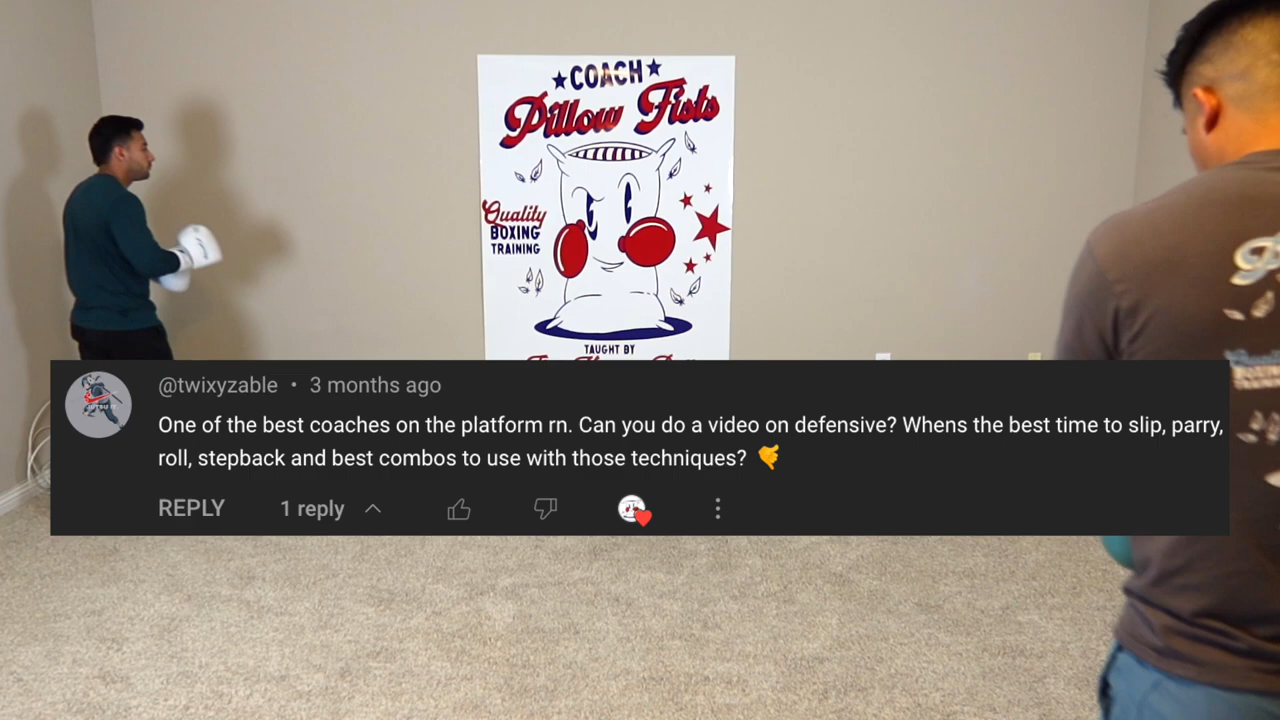 COACH
Pillow Fists
Quality
BOXING
TRAINING
TAUGHT BY
@twixyzable • 3 months ago
One of the best coaches on the platform rn. Can you do a video on defensive? Whens the best time to slip, parry,
roll, stepback and best combos to use with those techniques?
REPLY 1 reply